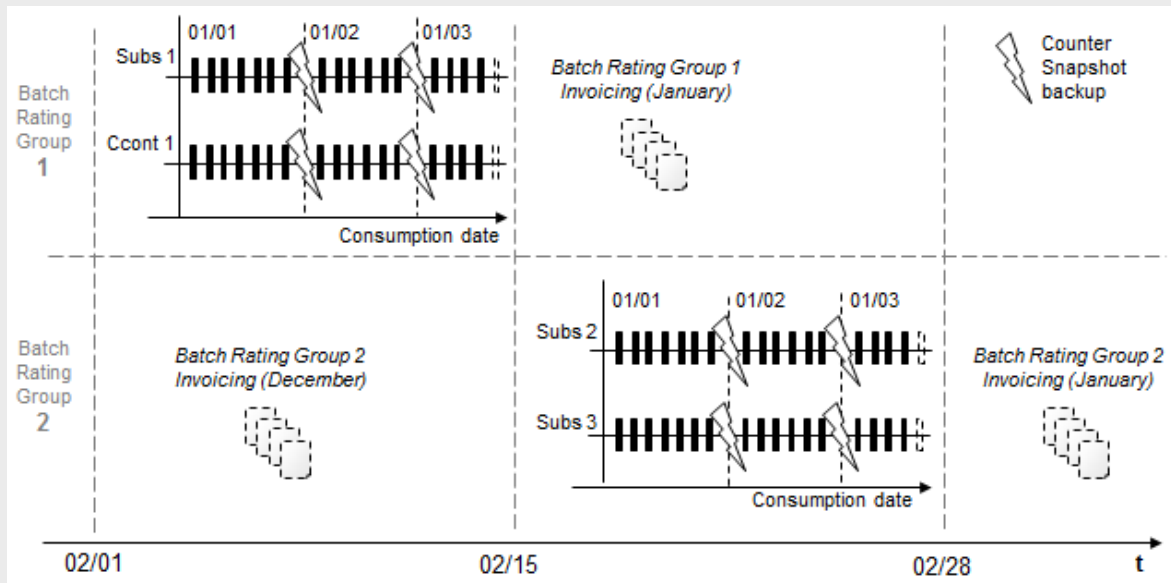 01/01 01/02 01/03
Subs 1
Ccont 1
Consumption date
Batch
Rating
Group
1
Batch Rating Group 1
Invoicing (January)
Counter
Snapshot
backup
Batch
Rating
Group
2
Batch Rating Group 2
Invoicing (December)
01/01 01/02 01/03
Subs 2
Subs 3
Consumption date
Batch Rating Group 2
Invoicing (January)
02/01 02/15 02/28 t